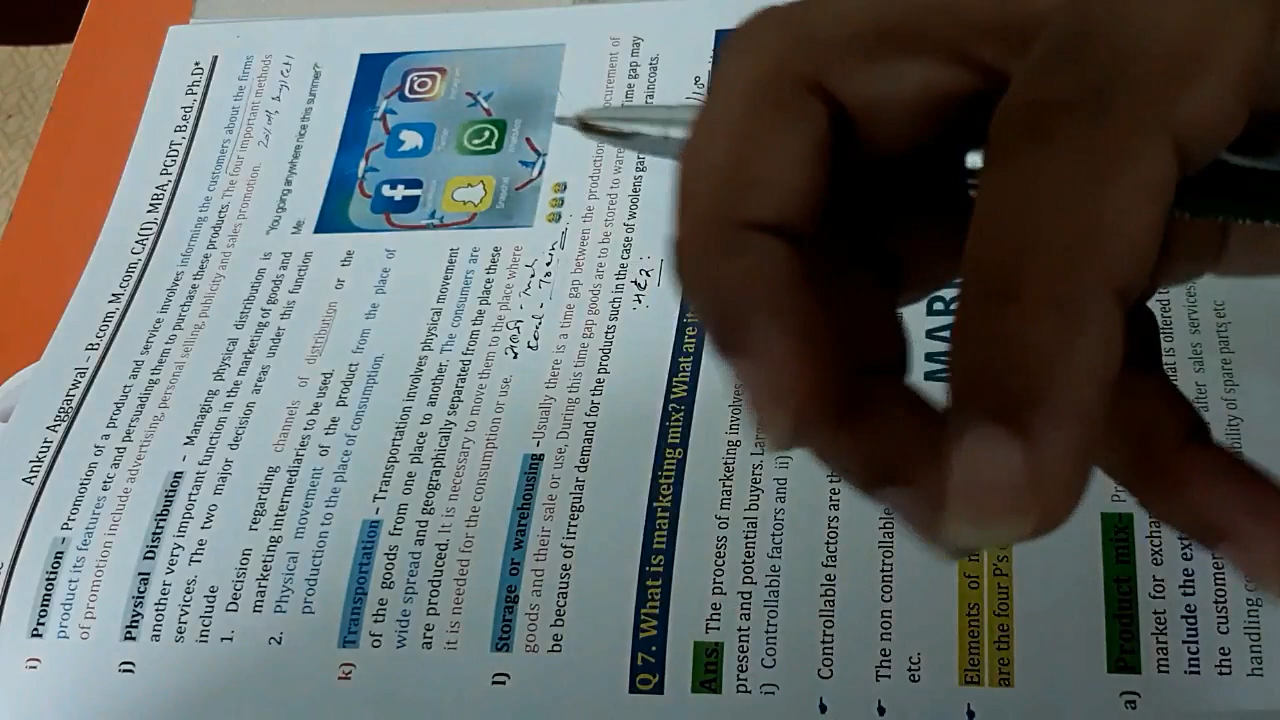 Ankur Aggarwal – B.com, M.com, CA(I), MBA, PGDT, B.ed., Ph.D*
i) Promotion – Promotion of a product and service involves informing the customers about the firms
product its features etc and persuading them to purchase these products. The four important methods
of promotion include advertising, personal selling, publicity and sales promotion.
j) Physical Distribution – Managing physical distribution is
another very important function in the marketing of goods and
services. The two major decision areas under this function
include
1. Decision regarding channels of distribution or the
marketing intermediaries to be used.
2. Physical movement of the product from the place of
production to the place of consumption.
"You going anywhere nice this summer?"
Me:
k) Transportation – Transportation involves physical movement
of the goods from one place to another. The consumers are
wide spread and geographically separated from the place these
are produced. It is necessary to move them to the place where
it is needed for the consumption or use.
l) Storage or warehousing –Usually there is a time gap between the production
goods and their sale or use, During this time gap goods are to be stored to
be because of irregular demand for the products such in the case of woolens
ime gap may
raincoats.
Q 7. What is marketing mix? What are
Ans. The process of marketing involves
present and potential buyers.
i) Controllable factors and ii)
Controllable factors are
The non controllable
etc.
Elements of
are the four P's
a) Product mix–
market for
include the
the customer
handling
is offered
after sales services,
of spare parts etc